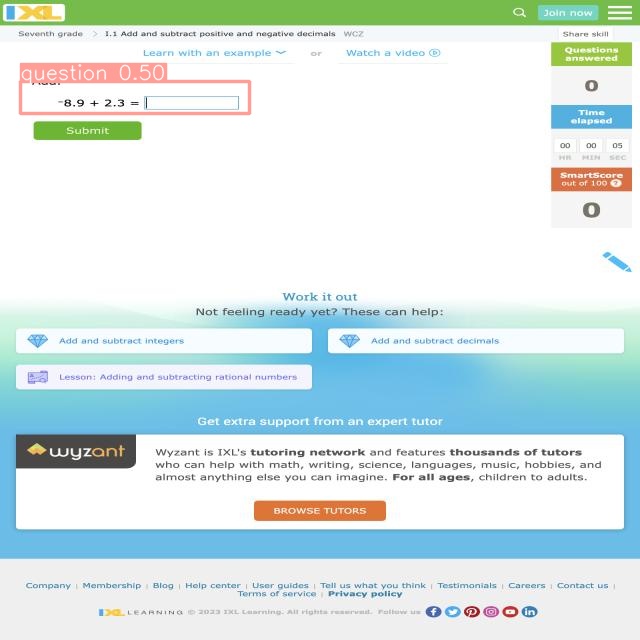 IXL
Join now
Seventh grade > I.1 Add and subtract positive and negative decimals WCZ
Share skill
Learn with an example or Watch a video
Questions answered
0
question 0.50
-8.9 + 2.3 =
Submit
Time elapsed
00 00 05
HR MIN SEC
SmartScore
out of 100 ?
0
Work it out
Not feeling ready yet? These can help:
Add and subtract integers
Add and subtract decimals
Lesson: Adding and subtracting rational numbers
Get extra support from an expert tutor
wyzant
Wyzant is IXL's tutoring network and features thousands of tutors
who can help with math, writing, science, languages, music, hobbies, and
almost anything else you can imagine. For all ages, children to adults.
BROWSE TUTORS
Company | Membership | Blog | Help center | User guides | Tell us what you think | Testimonials | Careers | Contact us |
Terms of service | Privacy policy
IXL LEARNING © 2023 IXL Learning. All rights reserved. Follow us